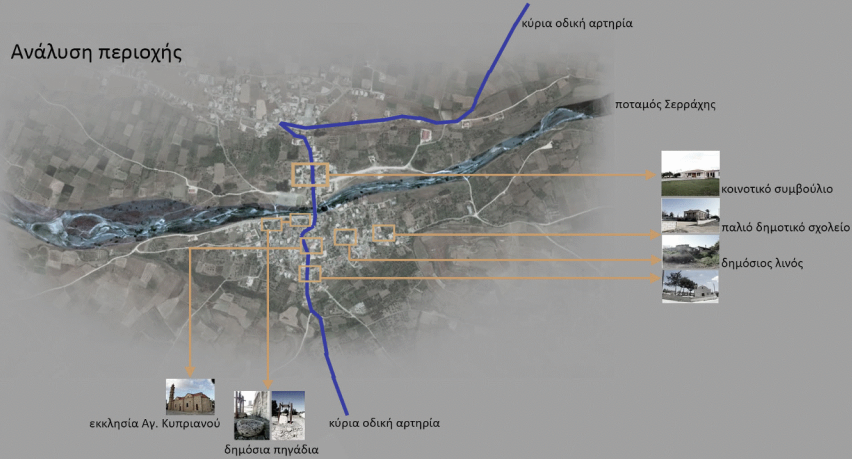 Ανάλυση περιοχής
κύρια οδική αρτηρία
ποταμός Σερράχης
κοινοτικό συμβούλιο
παλιό δημοτικό σχολείο
δημόσιος λινός
εκκλησία Αγ. Κυπριανού
δημόσια πηγάδια
κύρια οδική αρτηρία